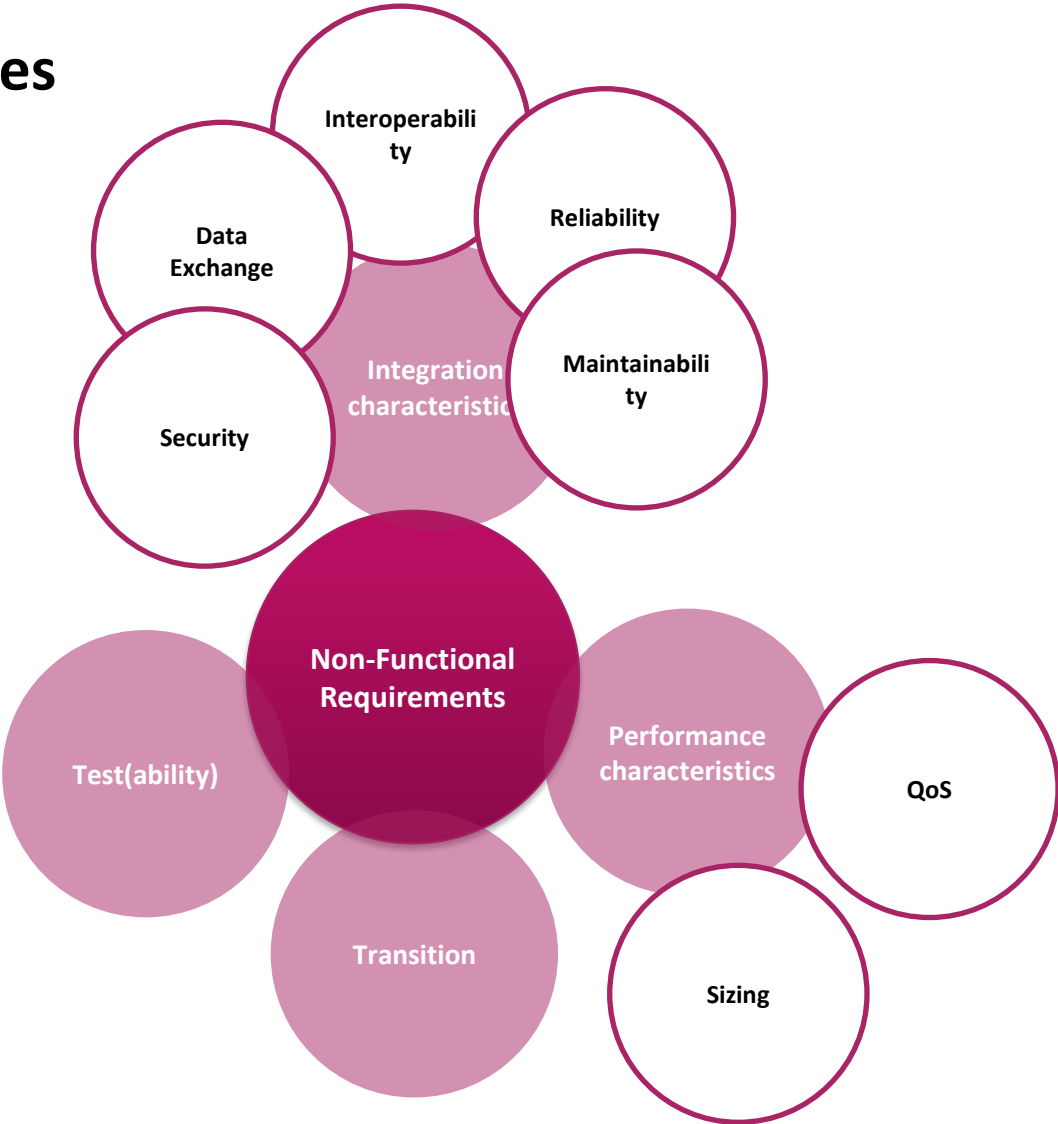 es
Interoperabili
ty
Reliability
Data
Exchange
Integration
characteristic
Maintainabili
ty
Security
Non-Functional
Requirements
Performance
characteristics
Test(ability)
QoS
Transition
Sizing